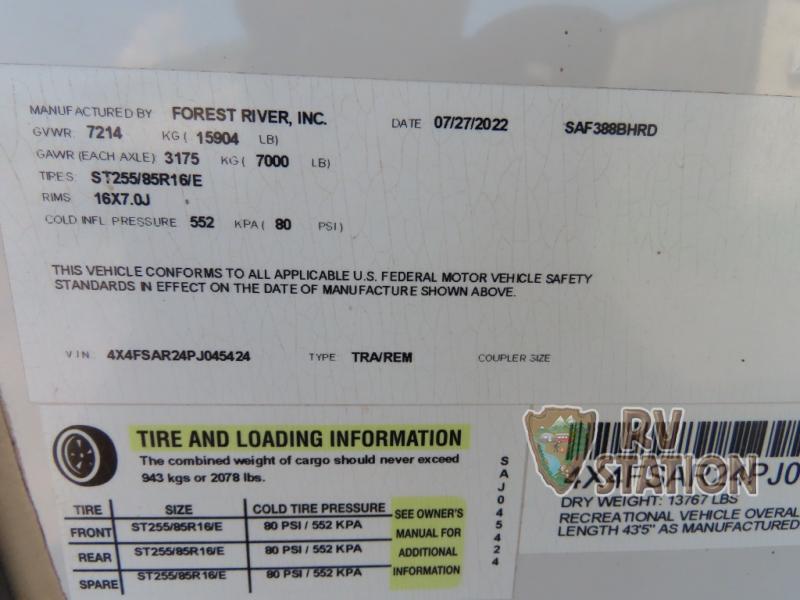 MANUFACTURED BY FOREST RIVER, INC. DATE 07/27/2022 SAF388BHRD
GVWR 7214 KG ( 15904 LB)
GAWR (EACH AXLE) 3175 KG ( 7000 LB)
TIPES ST255/85R16/E
RIMS 16X7.0J
COLD INFL PRESSURE 552 KPA ( 80 PSI )
THIS VEHICLE CONFORMS TO ALL APPLICABLE U.S. FEDERAL MOTOR VEHICLE SAFETY
STANDARDS IN EFFECT ON THE DATE OF MANUFACTURE SHOWN ABOVE.
VIN: 4X4FSAR24PJ045424 TYPE TRA/REM COUPLER SIZE
TIRE AND LOADING INFORMATION
The combined weight of cargo should never exceed
943 kgs or 2078 lbs.
TIRE SIZE COLD TIRE PRESSURE
FRONT ST255/85R16/E 80 PSI / 552 KPA
REAR ST255/85R16/E 80 PSI / 552 KPA
SPARE ST255/85R16/E 80 PSI / 552 KPA
SEE OWNER'S
MANUAL FOR
ADDITIONAL
INFORMATION
SAJ045424
RV
STATION
4X4FSAR24PJ0
DRY WEIGHT: 13767 LBS
RECREATIONAL VEHICLE OVERAL
LENGTH 43'5" AS MANUFACTURED